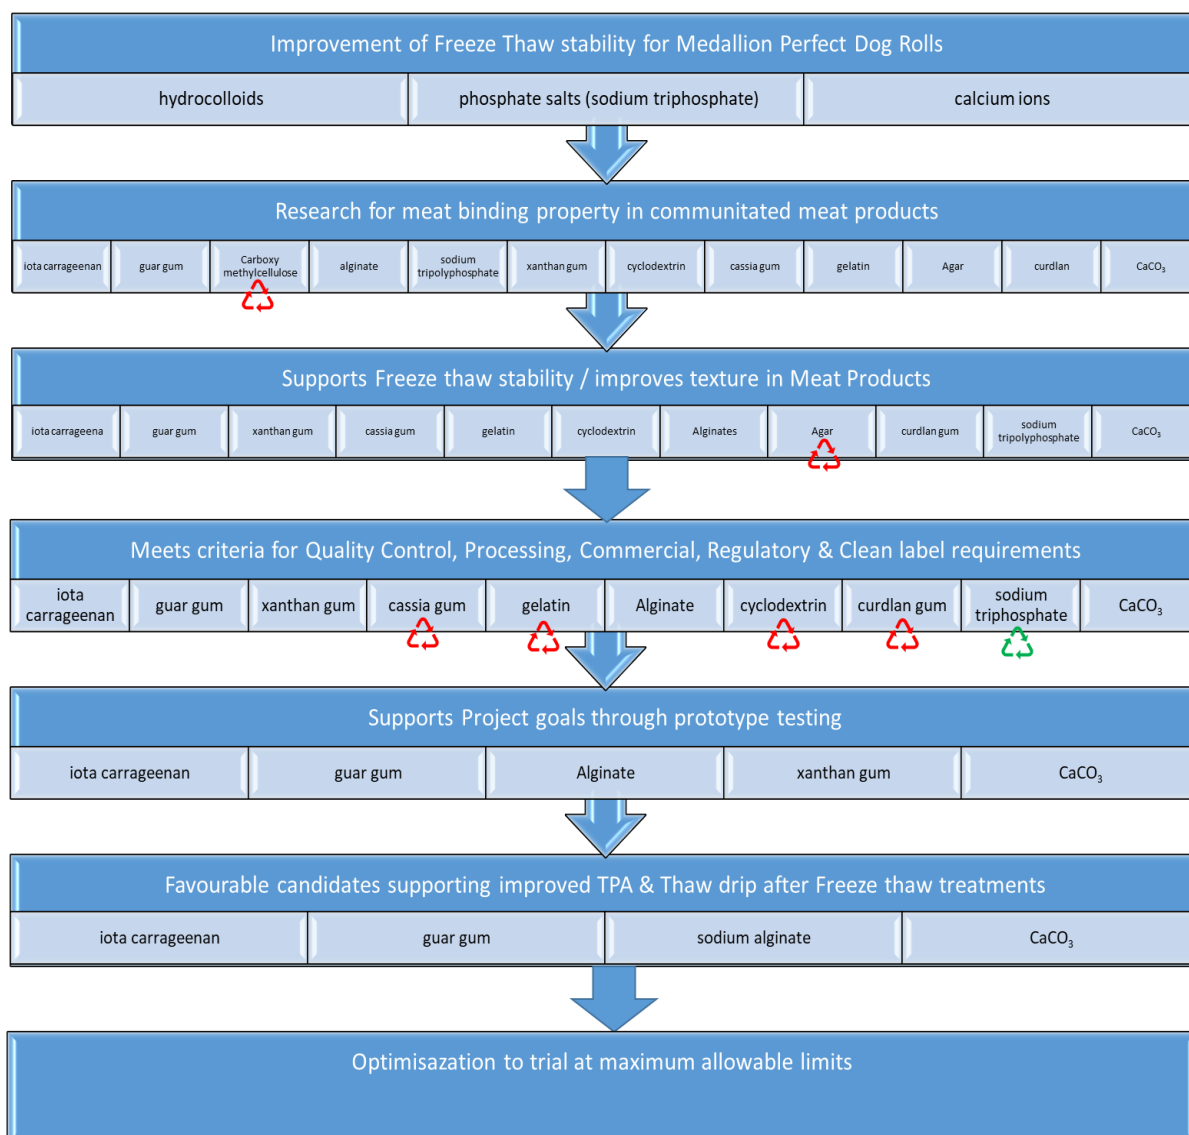 Improvement of Freeze Thaw stability for Medallion Perfect Dog Rolls
hydrocolloids
phosphate salts (sodium triphosphate)
calcium ions
Research for meat binding property in communitated meat products
iota carrageenan
guar gum
Carboxy
methylcellulose
alginate
sodium
tripolyphosphate
xanthan gum
cyclodextrin
cassia gum
gelatin
Agar
curdlan
CaCO₃
Supports Freeze thaw stability / improves texture in Meat Products
iota carrageena
guar gum
xanthan gum
cassia gum
gelatin
cyclodextrin
Alginates
Agar
curdlan gum
sodium
tripolyphosphate
CaCO₃
Meets criteria for Quality Control, Processing, Commercial, Regulatory & Clean label requirements
iota
carrageenan
guar gum
xanthan gum
cassia gum
gelatin
Alginate
cyclodextrin
curdlan gum
sodium
triphosphate
CaCO₃
Supports Project goals through prototype testing
iota carrageenan
guar gum
Alginate
xanthan gum
CaCO₃
Favourable candidates supporting improved TPA & Thaw drip after Freeze thaw treatments
iota carrageenan
guar gum
sodium alginate
CaCO₃
Optimisazation to trial at maximum allowable limits